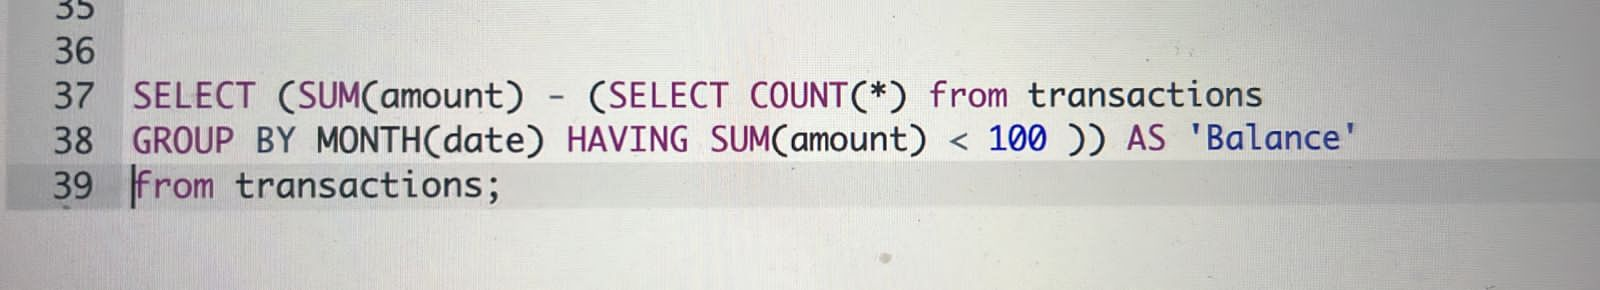 35
36
37 SELECT (SUM(amount) - (SELECT COUNT(*) from transactions
38 GROUP BY MONTH(date) HAVING SUM(amount) < 100 )) AS 'Balance'
39 from transactions;